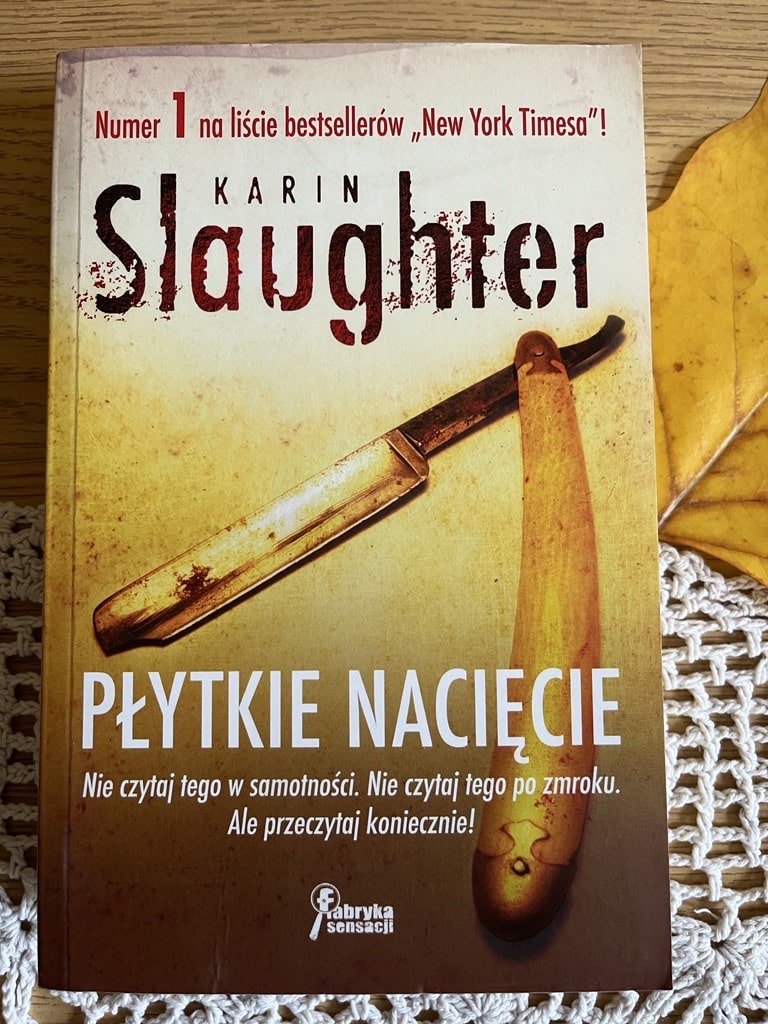 Numer 1 na liście bestsellerów „New York Timesa”!
KARIN
Slaughter
PŁYTKIE NACIĘCIE
Nie czytaj tego w samotności. Nie czytaj tego po zmroku.
Ale przeczytaj koniecznie!
fabryka
sensacji